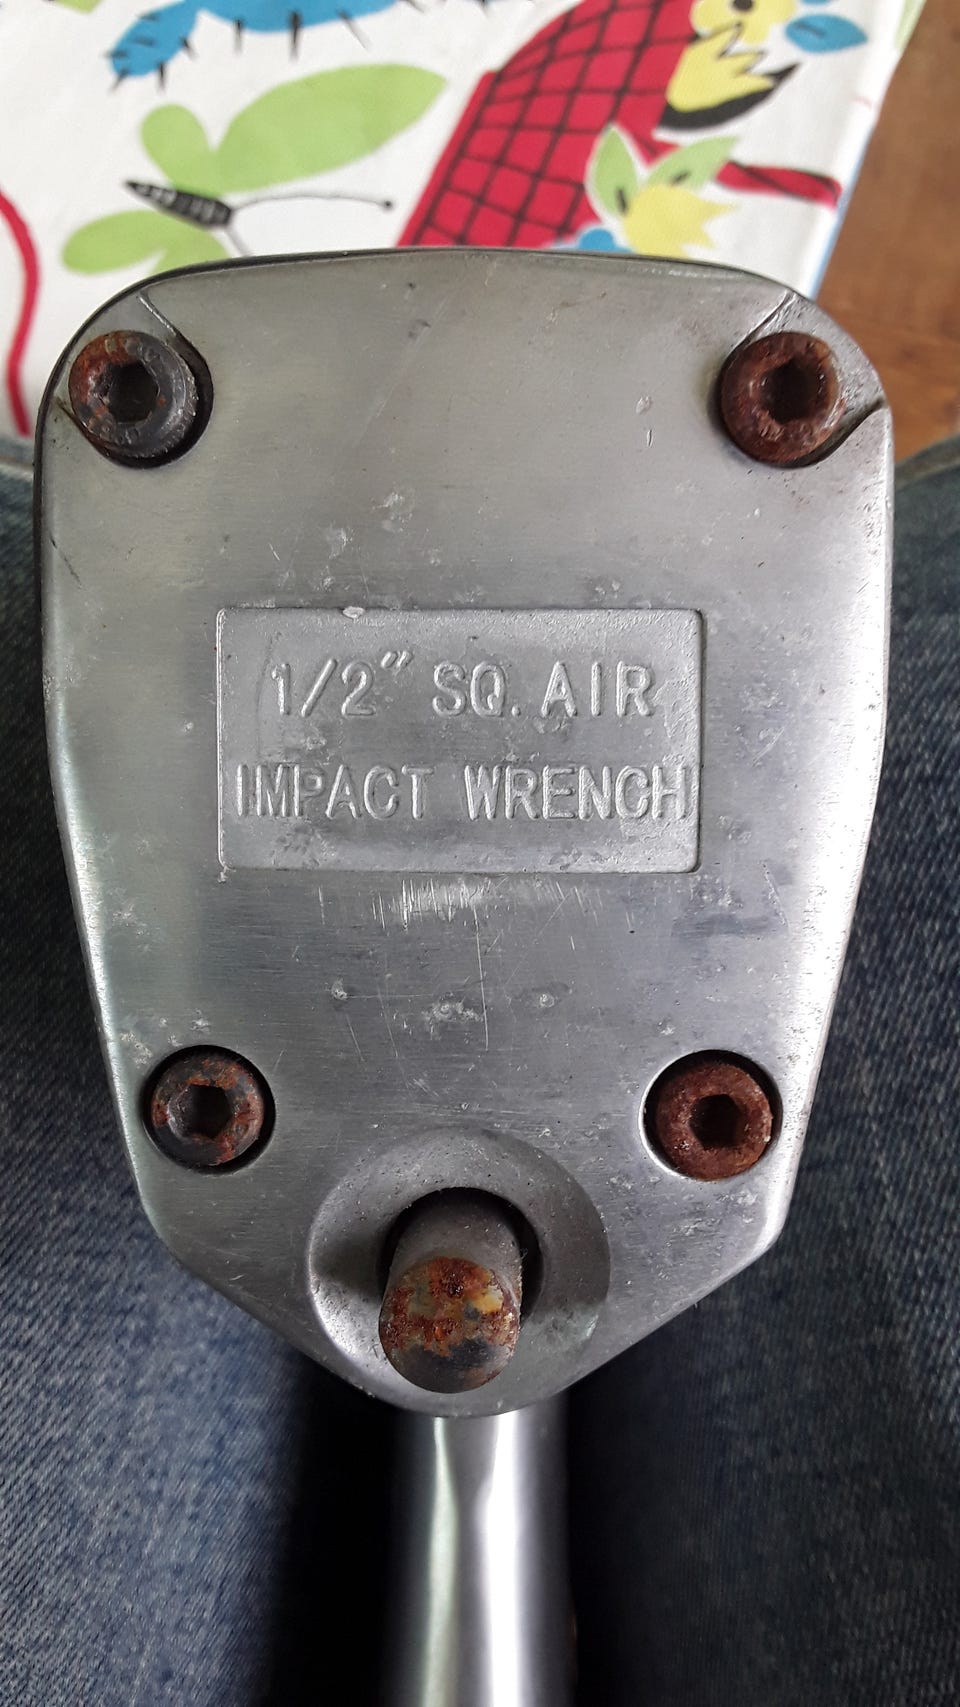 1/2" SQ. AIR
IMPACT WRENCH